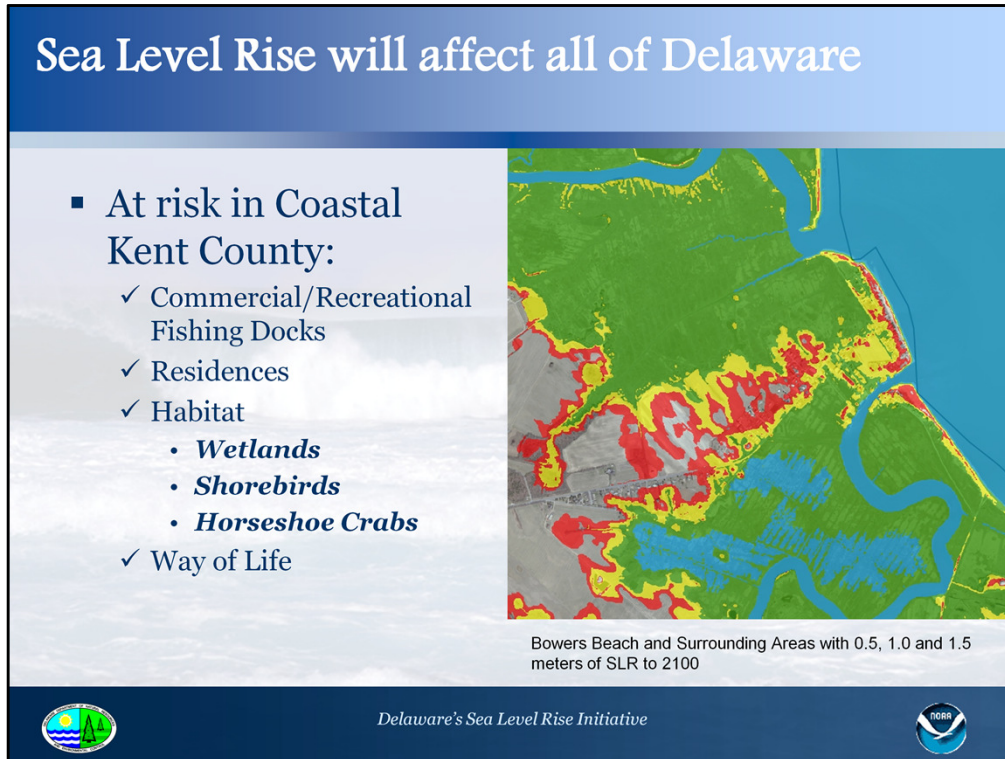 Sea Level Rise will affect all of Delaware
▪ At risk in Coastal
Kent County:
✓ Commercial/Recreational
Fishing Docks
✓ Residences
✓ Habitat
• Wetlands
• Shorebirds
• Horseshoe Crabs
✓ Way of Life
Bowers Beach and Surrounding Areas with 0.5, 1.0 and 1.5
meters of SLR to 2100
Delaware's Sea Level Rise Initiative
NOAA